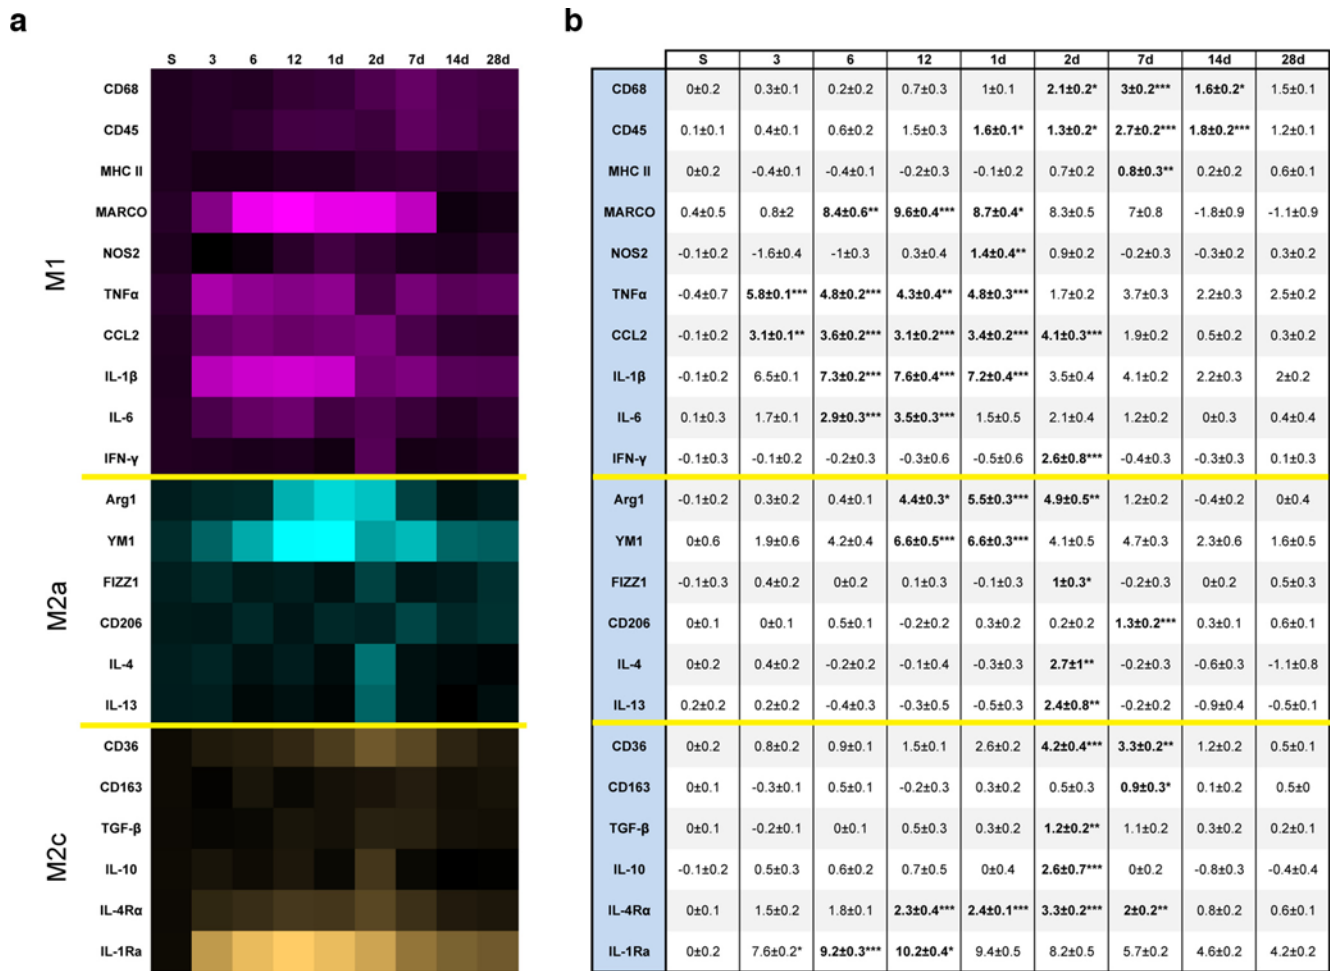 a
S 3 6 12 1d 2d 7d 14d 28d
CD68
CD45
MHC II
MARCO
NOS2
TNFα
CCL2
IL-1β
IL-6
IFN-γ
Arg1
YM1
FIZZ1
CD206
IL-4
IL-13
CD36
CD163
TGF-β
IL-10
IL-4Rα
IL-1Ra
M1
M2a
M2c
b
S 3 6 12 1d 2d 7d 14d 28d
CD68 0±0.2 0.3±0.1 0.2±0.2 0.7±0.3 1±0.1 2.1±0.2* 3±0.2*** 1.6±0.2* 1.5±0.1
CD45 0.1±0.1 0.4±0.1 0.6±0.2 1.5±0.3 1.6±0.1* 1.3±0.2* 2.7±0.2*** 1.8±0.2*** 1.2±0.1
MHC II 0±0.2 -0.4±0.1 -0.4±0.1 -0.2±0.3 -0.1±0.2 0.7±0.2 0.8±0.3** 0.2±0.2 0.6±0.1
MARCO 0.4±0.5 0.8±2 8.4±0.6** 9.6±0.4*** 8.7±0.4* 8.3±0.5 7±0.8 -1.8±0.9 -1.1±0.9
NOS2 -0.1±0.2 -1.6±0.4 -1±0.3 0.3±0.4 1.4±0.4** 0.9±0.2 -0.2±0.3 -0.3±0.2 0.3±0.2
TNFα -0.4±0.7 5.8±0.1*** 4.8±0.2*** 4.3±0.4** 4.8±0.3*** 1.7±0.2 3.7±0.3 2.2±0.3 2.5±0.2
CCL2 -0.1±0.2 3.1±0.1** 3.6±0.2*** 3.1±0.2*** 3.4±0.2*** 4.1±0.3*** 1.9±0.2 0.5±0.2 0.3±0.2
IL-1β -0.1±0.2 6.5±0.1 7.3±0.2*** 7.6±0.4*** 7.2±0.4*** 3.5±0.4 4.1±0.2 2.2±0.3 2±0.2
IL-6 0.1±0.3 1.7±0.1 2.9±0.3*** 3.5±0.3*** 1.5±0.5 2.1±0.4 1.2±0.2 0±0.3 0.4±0.4
IFN-γ -0.1±0.3 -0.1±0.2 -0.2±0.3 -0.3±0.6 -0.5±0.6 2.6±0.8*** -0.4±0.3 -0.3±0.3 0.1±0.3
Arg1 -0.1±0.2 0.3±0.2 0.4±0.1 4.4±0.3* 5.5±0.3*** 4.9±0.5** 1.2±0.2 -0.4±0.2 0±0.4
YM1 0±0.6 1.9±0.6 4.2±0.4 6.6±0.5*** 6.6±0.3*** 4.1±0.5 4.7±0.3 2.3±0.6 1.6±0.5
FIZZ1 -0.1±0.3 0.4±0.2 0±0.2 0.1±0.3 -0.1±0.3 1±0.3* -0.2±0.3 0±0.2 0.5±0.3
CD206 0±0.1 0±0.1 0.5±0.1 -0.2±0.2 0.3±0.2 0.2±0.2 1.3±0.2*** 0.3±0.1 0.6±0.1
IL-4 0±0.2 0.4±0.2 -0.2±0.2 -0.1±0.4 -0.3±0.3 2.7±1** -0.2±0.3 -0.6±0.3 -1.1±0.8
IL-13 0.2±0.2 0.2±0.2 -0.4±0.3 -0.3±0.5 -0.5±0.3 2.4±0.8** -0.2±0.2 -0.9±0.4 -0.5±0.1
CD36 0±0.2 0.8±0.2 0.9±0.1 1.5±0.1 2.6±0.2 4.2±0.4*** 3.3±0.2** 1.2±0.2 0.5±0.1
CD163 0±0.1 -0.3±0.1 0.5±0.1 -0.2±0.3 0.3±0.2 0.5±0.3 0.9±0.3* 0.1±0.2 0.5±0
TGF-β 0±0.1 -0.2±0.1 0±0.1 0.5±0.3 0.3±0.2 1.2±0.2** 1.1±0.2 0.3±0.2 0.2±0.1
IL-10 -0.1±0.2 0.5±0.3 0.6±0.2 0.7±0.5 0±0.4 2.6±0.7*** 0±0.2 -0.8±0.3 -0.4±0.4
IL-4Rα 0±0.1 1.5±0.2 1.8±0.1 2.3±0.4*** 2.4±0.1*** 3.3±0.2*** 2±0.2** 0.8±0.2 0.6±0.1
IL-1Ra 0±0.2 7.6±0.2* 9.2±0.3*** 10.2±0.4* 9.4±0.5 8.2±0.5 5.7±0.2 4.6±0.2 4.2±0.2